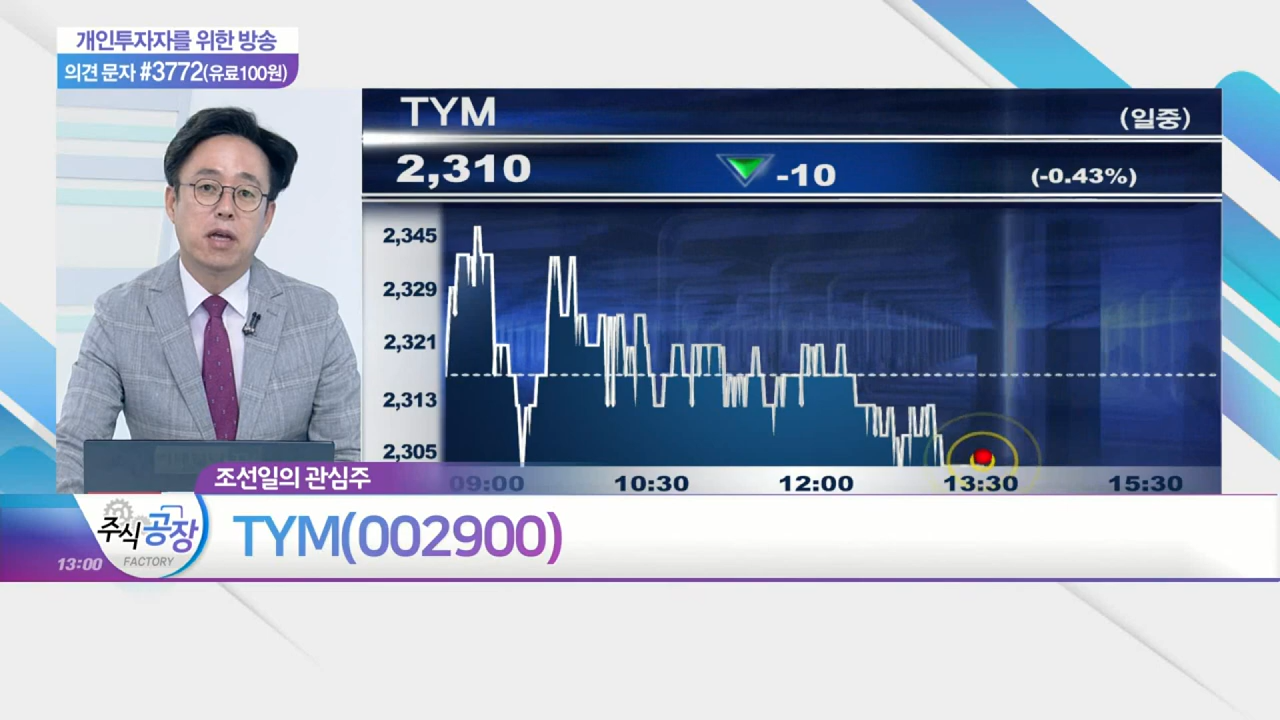 개인투자자를 위한 방송
의견 문자 #3772(유료100원)
TYM
(일중)
2,310
-10
(-0.43%)
2,345
2,329
2,321
2,313
2,305
09:00
10:30
12:00
13:30
15:30
조선일의 관심주
주식공장
FACTORY
13:00
TYM(002900)